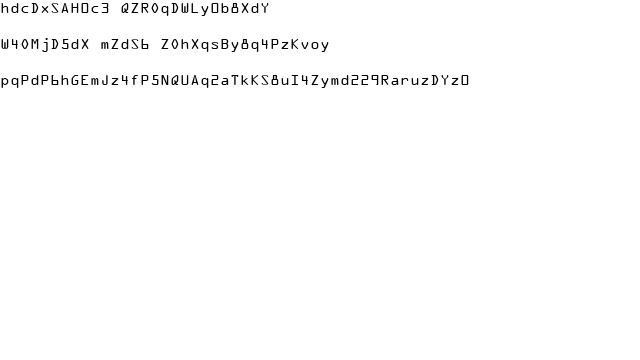 hdcDxSAHOc3 QZR0qDWLyOb8XdY
W40MjD5dX mZdS6 Z0hXqsBy8q4PzKvoy
pqPdP6hGEmJz4fP5NQUAq2aTkKS8uI4Zymd229RaruzDYzO